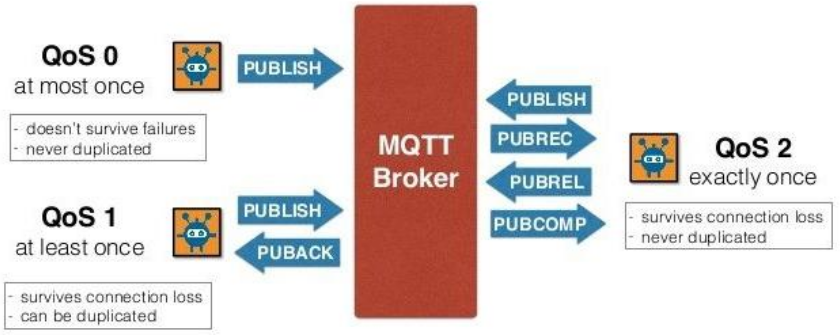 QoS 0
at most once
PUBLISH
- doesn't survive failures
- never duplicated
QoS 1
at least once
PUBLISH
PUBACK
- survives connection loss
- can be duplicated
MQTT
Broker
PUBLISH
PUBREC
PUBREL
PUBCOMP
QoS 2
exactly once
- survives connection loss
- never duplicated